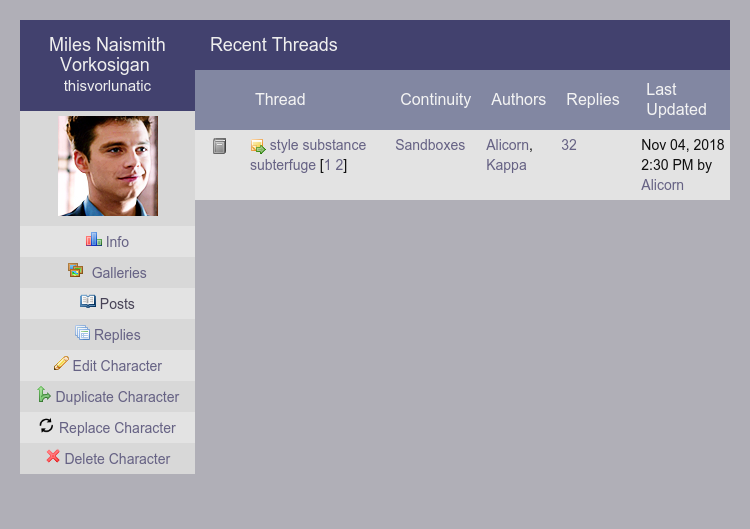 Miles Naismith
Vorkosigan
thisvorlunatic
Info
Galleries
Posts
Replies
Edit Character
Duplicate Character
Replace Character
Delete Character
Recent Threads
Thread Continuity Authors Replies Last
Updated
style substance Sandboxes Alicorn, 32 Nov 04, 2018
subterfuge [1 2] Kappa 2:30 PM by
Alicorn